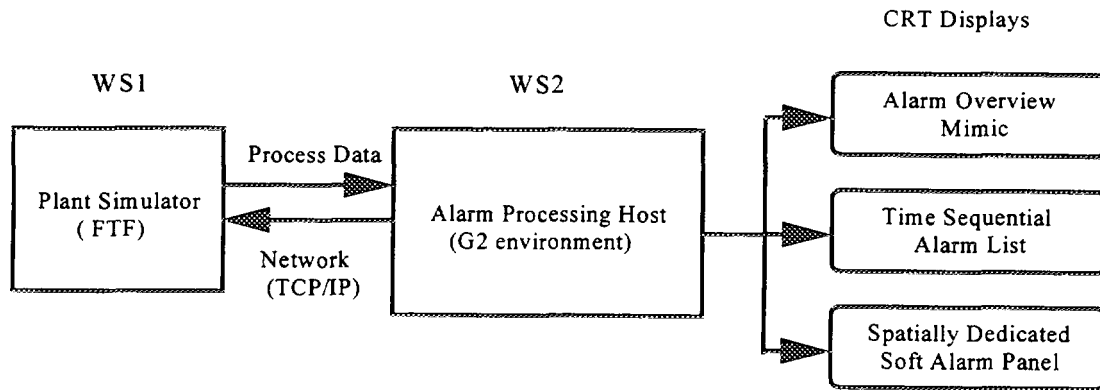 CRT Displays
WS1
WS2
Alarm Overview
Mimic
Process Data
Plant Simulator
( FTF)
Alarm Processing Host
(G2 environment)
Time Sequential
Alarm List
Network
(TCP/IP)
Spatially Dedicated
Soft Alarm Panel